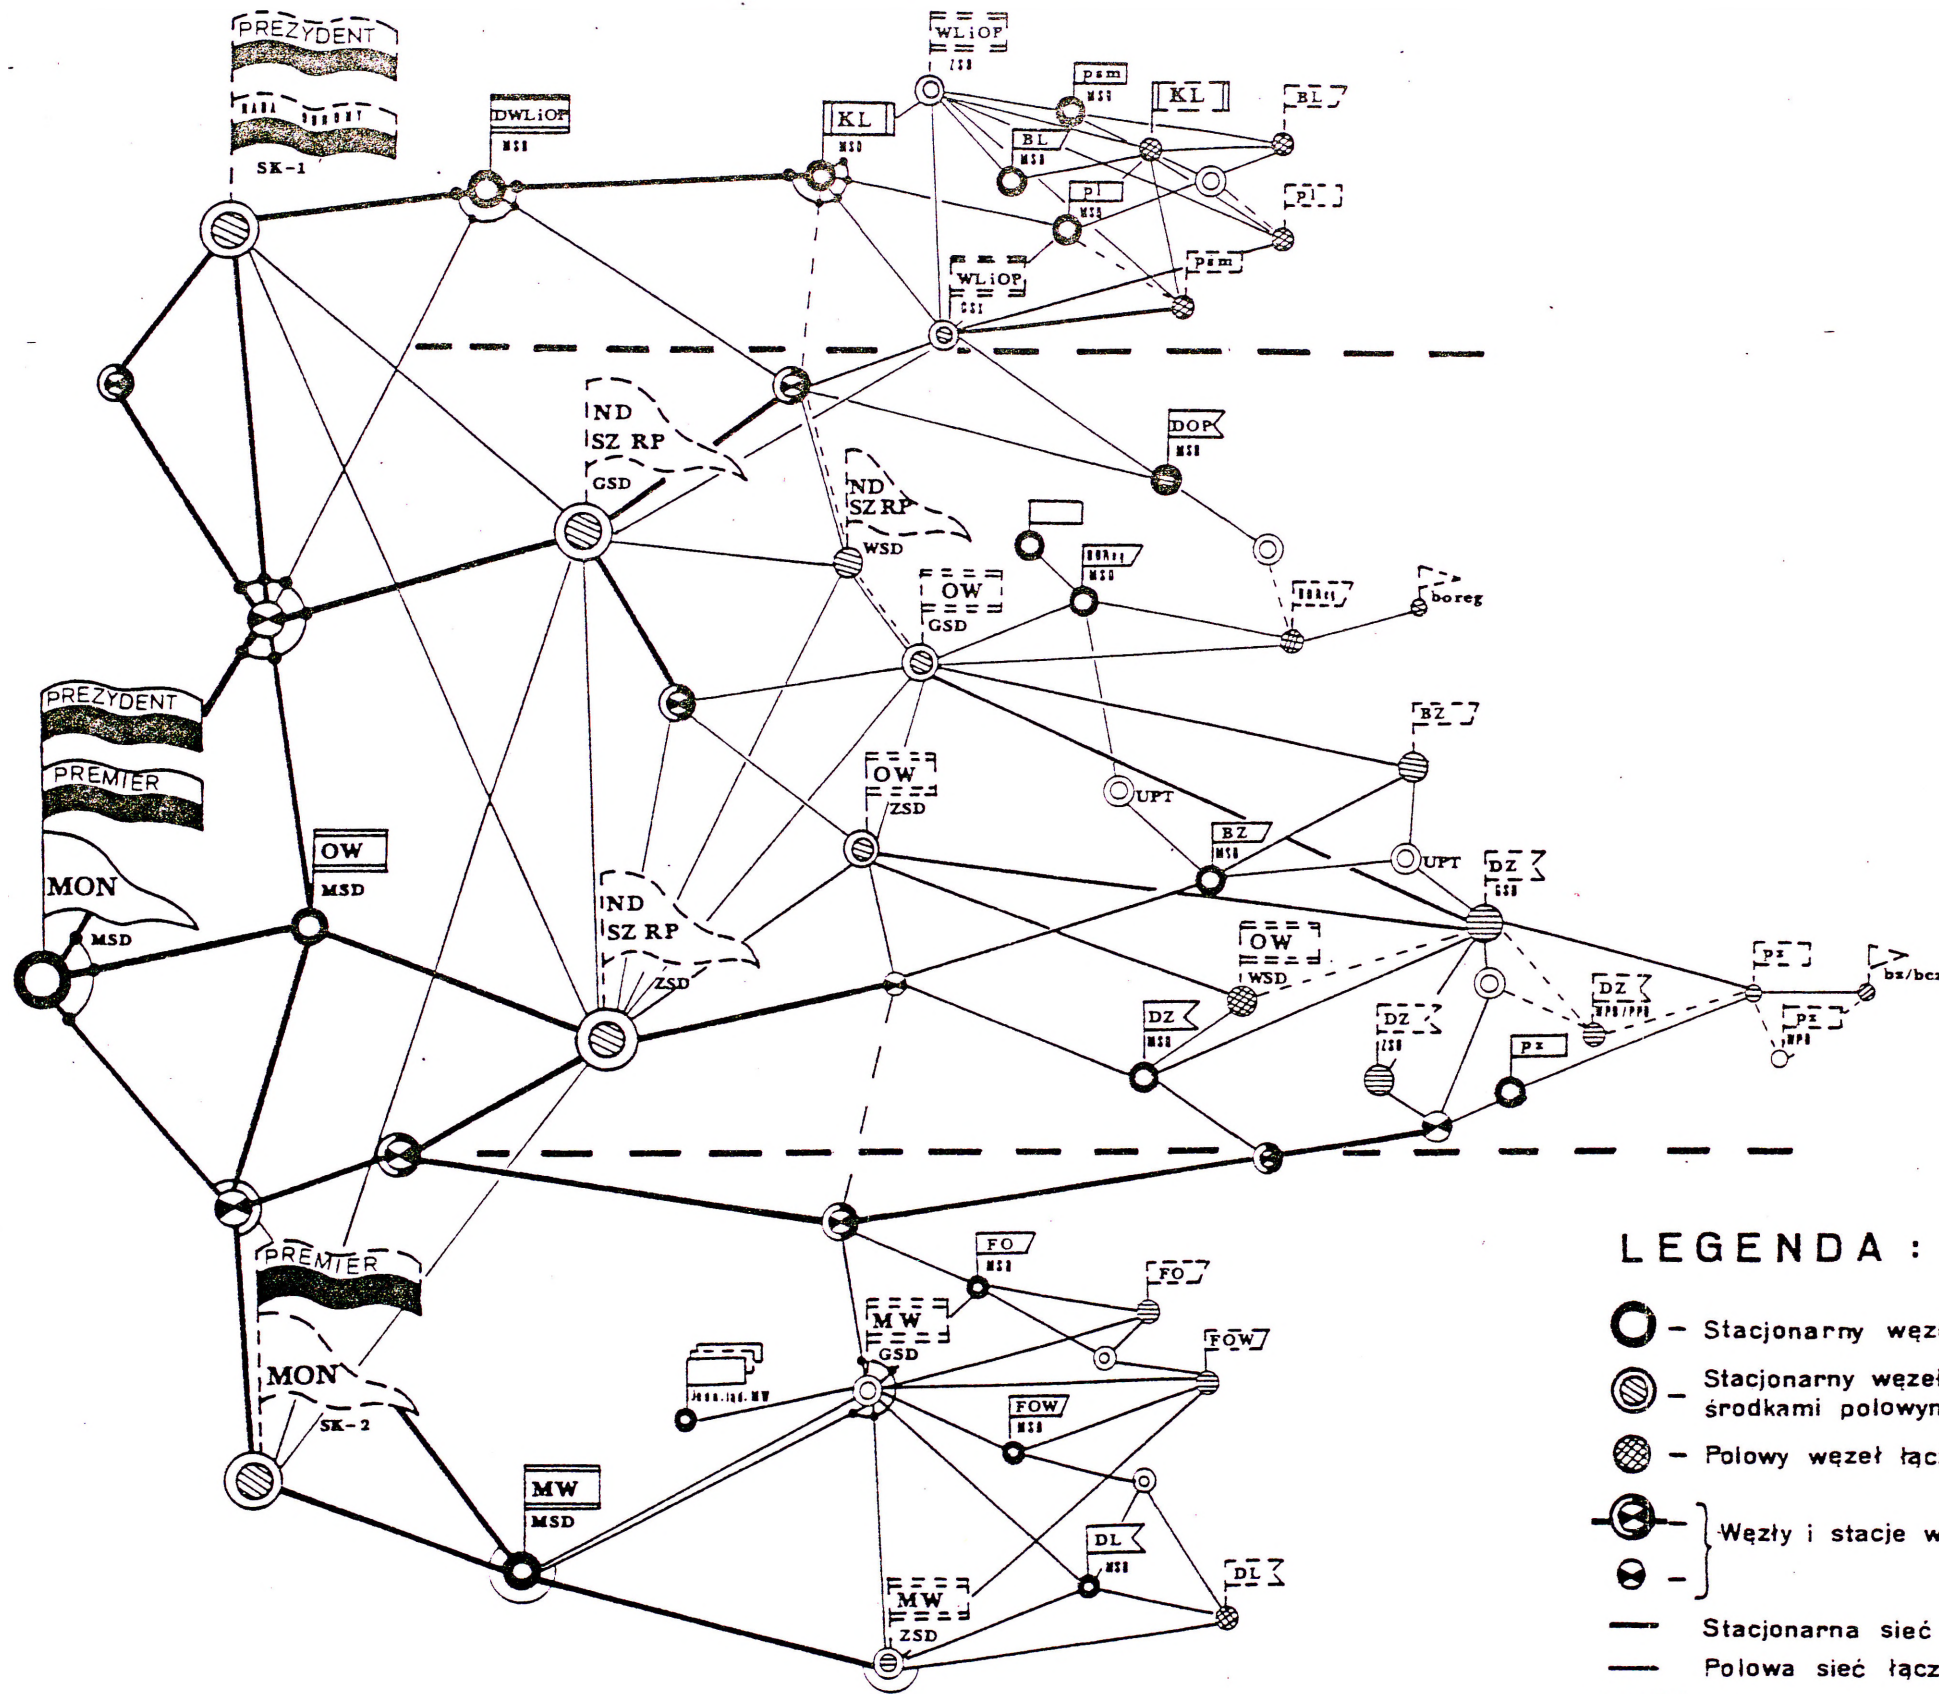 PREZYDENT
RADA
OBRONY
SK-1
DWLiOP
MSD
KL
MSD
WLiOP
ZSD
psm
MSD
KL
BL
BL
MSD
pl
MSD
pl
WLiOP
psm
ND
SZ RP
GSD
ND
SZ RP
WSD
DOP
MSD
MSD
OW
GSD
boreg
PREZYDENT
PREMIER
MON
MSD
OW
MSD
OW
ZSD
UPT
BZ
BZ
MSD
UPT
DZ
GSD
ND
SZ RP
ZSD
OW
WSD
DZ
MSD
DZ
ZSD
DZ
pz
pz
bz/bcz
pz
PREMIER
MON
SK-2
FO
MSD
FO
MW
GSD
FOW
FOW
MSD
MW
MSD
DL
MSD
DL
MW
ZSD
LEGENDA :
- Stacjonarny węz
- Stacjonarny węzeł
środkami polowym
- Polowy węzeł łąc
- Węzły i stacje w
-
Stacjonarna sieć
Polowa sieć łącz